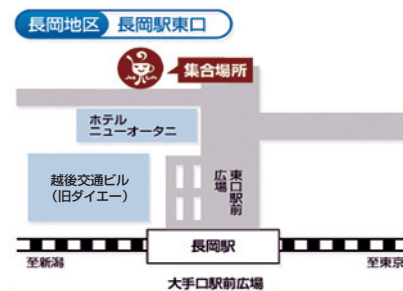 長岡地区 長岡駅東口
集合場所
ホテル
ニューオータニ
越後交通ビル
(旧ダイエー)
東口駅前
広場
長岡駅
至新潟
至東京
大手口駅前広場